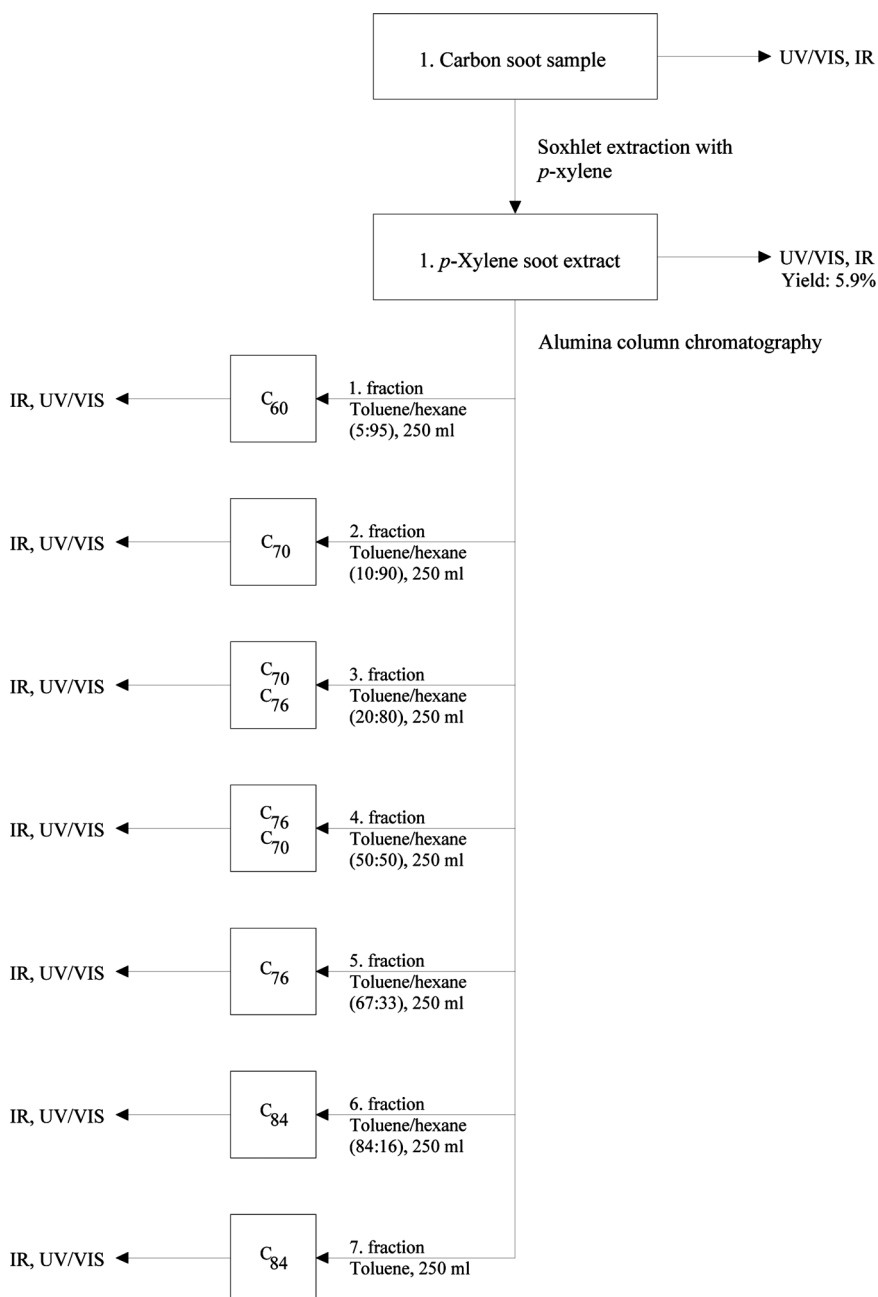 1. Carbon soot sample
UV/VIS, IR
Soxhlet extraction with
p-xylene
1. p-Xylene soot extract
UV/VIS, IR
Yield: 5.9%
Alumina column chromatography
IR, UV/VIS
C60
1. fraction
Toluene/hexane
(5:95), 250 ml
IR, UV/VIS
C70
2. fraction
Toluene/hexane
(10:90), 250 ml
IR, UV/VIS
C70
C76
3. fraction
Toluene/hexane
(20:80), 250 ml
IR, UV/VIS
C76
C70
4. fraction
Toluene/hexane
(50:50), 250 ml
IR, UV/VIS
C76
5. fraction
Toluene/hexane
(67:33), 250 ml
IR, UV/VIS
C84
6. fraction
Toluene/hexane
(84:16), 250 ml
IR, UV/VIS
C84
7. fraction
Toluene, 250 ml